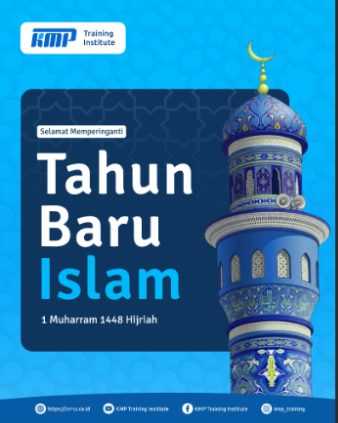 KMP
Training
Institute
Selamat Memperinganti
Tahun
Baru
Islam
1 Muharram 1448 Hijriah
https://kmp.co.id
KMP Training Institute
KMP Training Institute
kmp_training